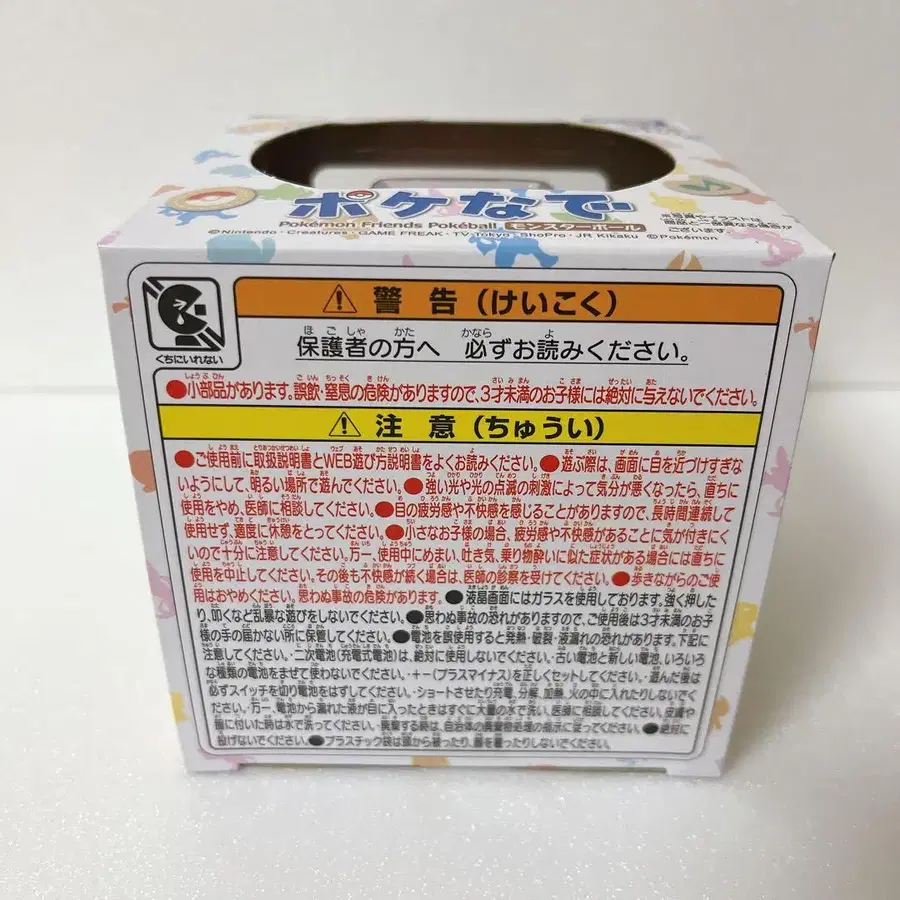 ポケなで
Pokémon Friends Pokéball モンスターボール
©Nintendo・Creatures・GAME FREAK・TV Tokyo・ShoPro・JR Kikaku ©Pokémon
ございます。
くちにいれない
警告(けいこく)
保護者の方へ 必ずお読みください。
●小部品があります。誤飲・窒息の危険がありますので、3才未満のお子様には絶対に与えないでください。
注意(ちゅうい)
●ご使用前に取扱説明書とWEB遊び方説明書をよくお読みください。●遊ぶ際は、画面に目を近づけすぎな
いようにして、明るい場所で遊んでください。●強い光や光の点滅の刺激によって気分が悪くなったら、直ちに
使用をやめ、医師に相談してください。●目の疲労感や不快感を感じることがありますので、長時間連続して
使用せず、適度に休憩をとってください。●小さなお子様の場合、疲労感や不快感があることに気が付きにく
いので十分に注意してください。万一、使用中にめまい、吐き気、乗り物酔いに似た症状がある場合には直ちに
使用を中止してください。その後も不快感が続く場合は、医師の診察を受けてください。●歩きながらのご使
用はおやめください。思わぬ事故の危険があります。●液晶画面にはガラスを使用しております。強く押した
り、叩くなど乱暴な遊びをしないでください。●思わぬ事故の恐れがありますので、ご使用後は3才未満のお子
様の手の届かない所に保管してください。●電池を誤使用すると発熱・破裂・液漏れの恐れがあります。下記に
注意してください。・二次電池(充電式電池)は、絶対に使用しないでください。・古い電池と新しい電池、いろいろ
な種類の電池をまぜて使わないでください。・+−(プラスマイナス)を正しくセットしてください。・遊んだ後は
必ずスイッチを切り電池をはずしてください。・ショートさせたり充電、分解、加熱、火の中に入れたりしないでく
ださい。・万一、電池から漏れた液が目に入ったときはすぐに大量の水で洗い、医師に相談してください。皮膚や
服に付いた時は水で洗ってください。・廃棄する時は、自治体の廃棄物処理の指示に従ってください。●絶対に
投げないでください。●プラスチック袋は頭から被ったり、顔を覆ったりしないでください。